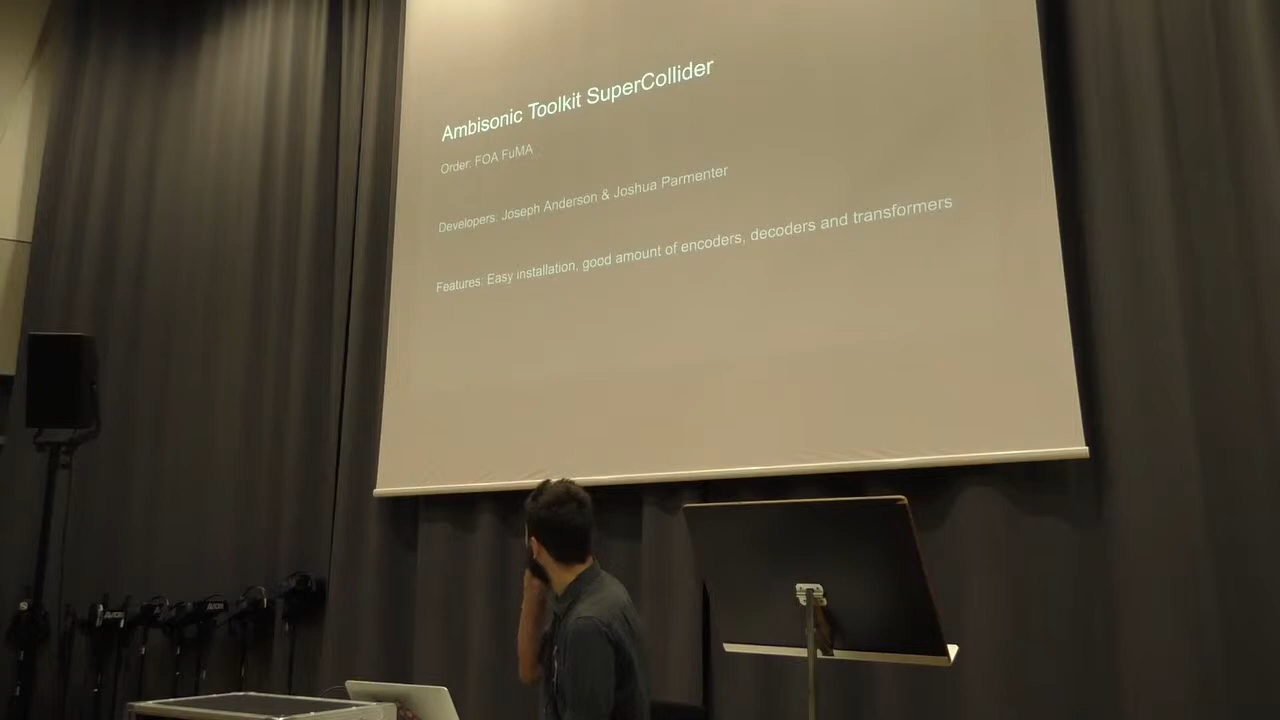 Ambisonic Toolkit SuperCollider
Order: FOA FuMA
Developers: Joseph Anderson & Joshua Parmenter
Features: Easy installation, good amount of encoders, decoders and transformers